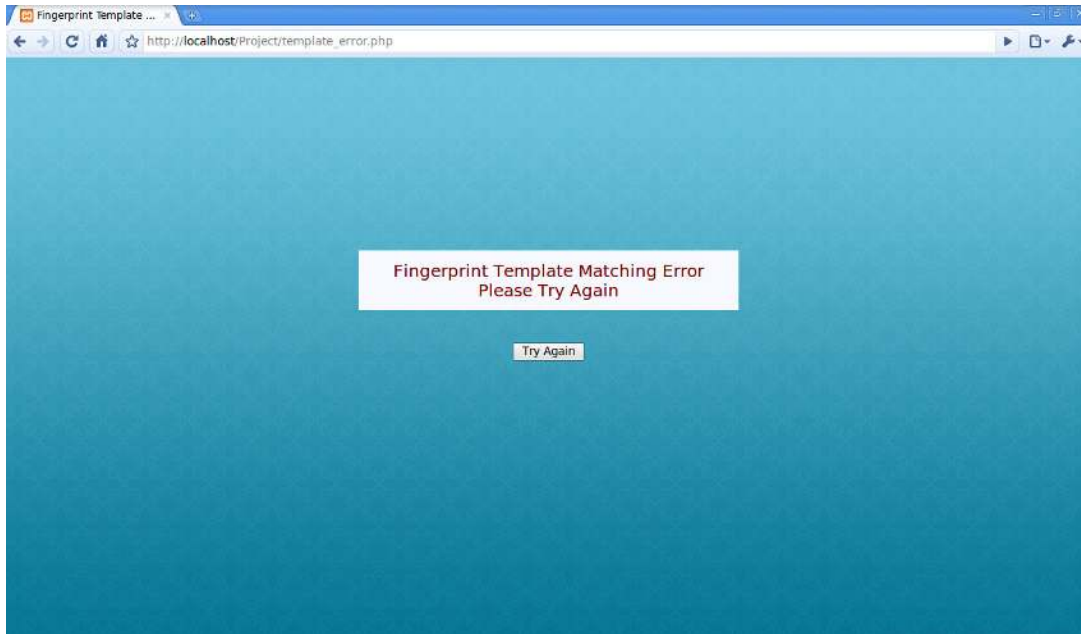 Fingerprint Template ...
http://localhost/Project/template_error.php
Fingerprint Template Matching Error
Please Try Again
Try Again